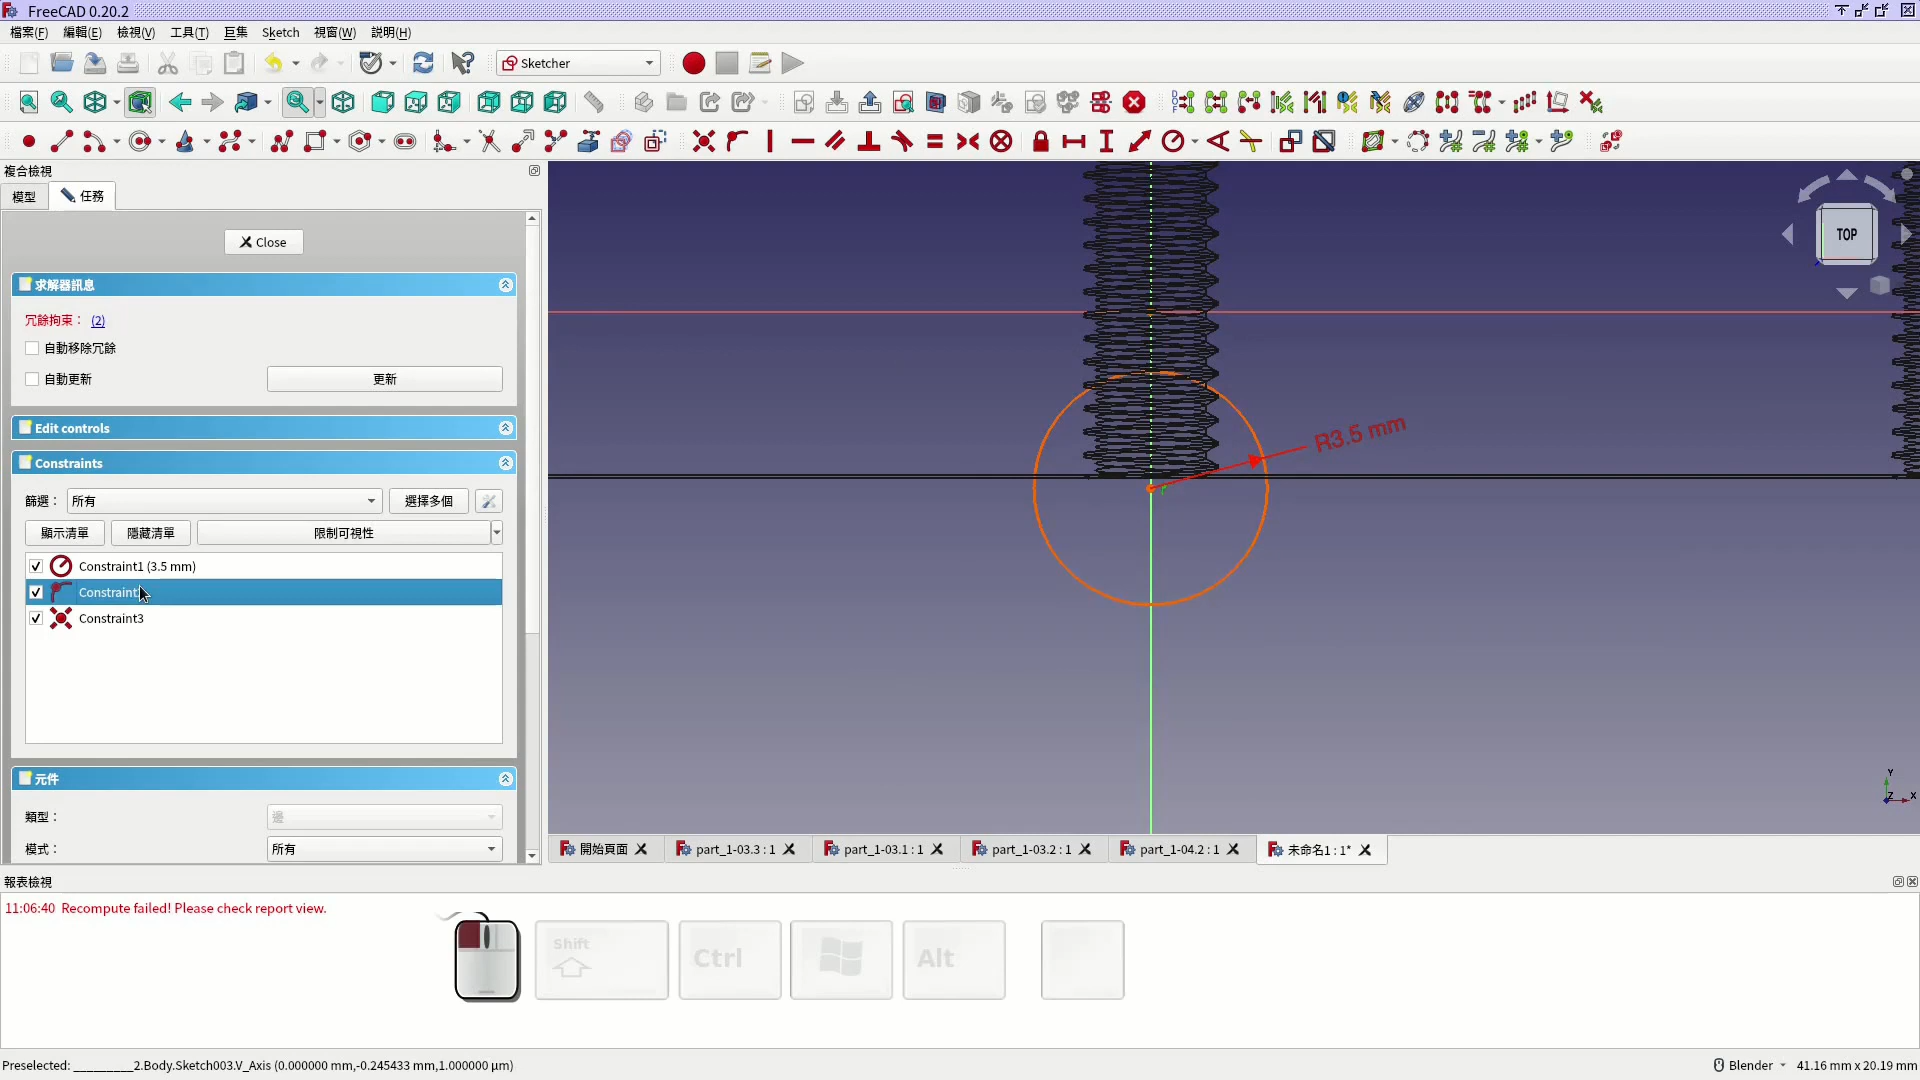 FreeCAD 0.20.2
檔案(F) 編輯(E) 檢視(V) 工具(T) 巨集 Sketch 視窗(W) 說明(H)
Sketcher
複合檢視
模型 任務
Close
求解器訊息
冗餘拘束： (2)
自動移除冗餘
自動更新 更新
Edit controls
Constraints
篩選： 所有 選擇多個
顯示清單 隱藏清單 限制可視性
Constraint1 (3.5 mm)
Constraint
Constraint3
元件
類型： 邊
模式： 所有
R3.5 mm
TOP
Y
Z X
開始頁面 part_1-03.3 : 1 part_1-03.1 : 1 part_1-03.2 : 1 part_1-04.2 : 1 未命名1 : 1*
報表檢視
11:06:40 Recompute failed! Please check report view.
Shift Ctrl Alt
Preselected: _________2.Body.Sketch003.V_Axis (0.000000 mm,-0.245433 mm,1.000000 µm)
Blender 41.16 mm x 20.19 mm